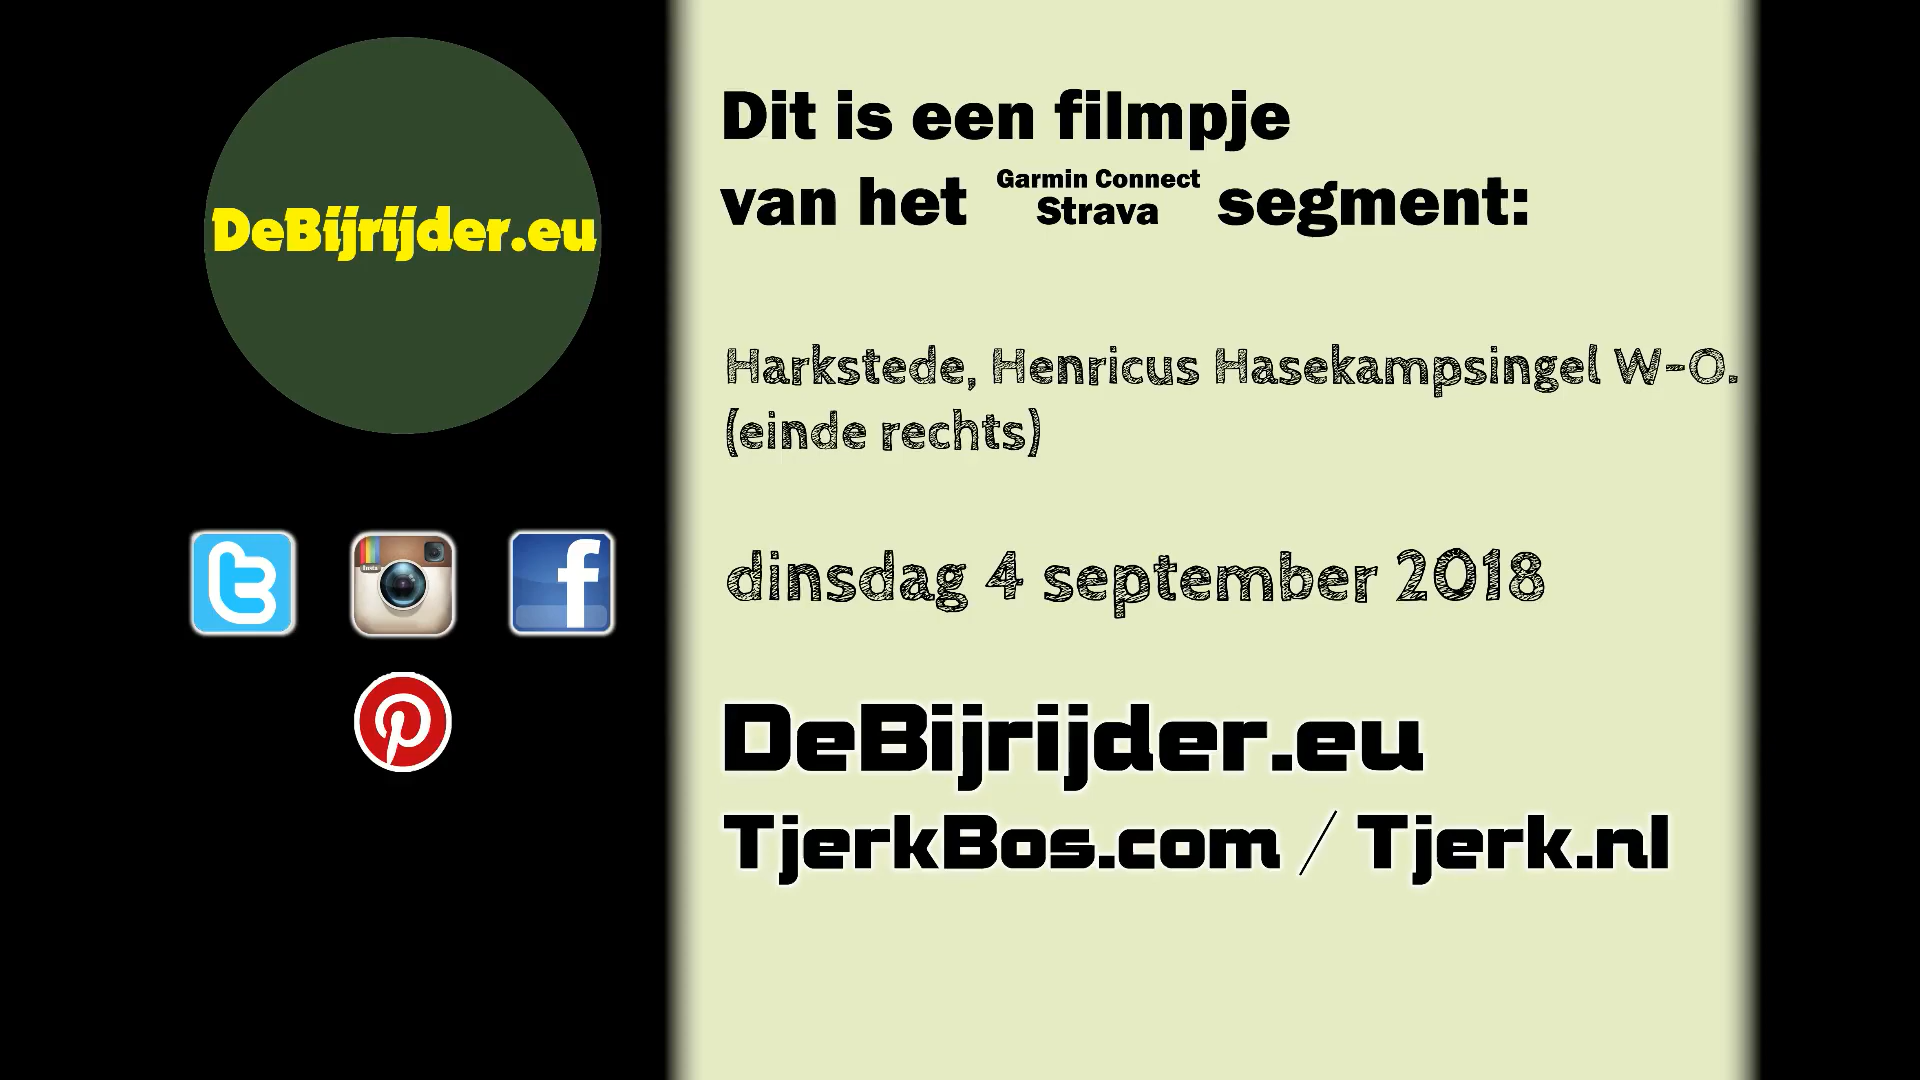 DeBijrijder.eu
Dit is een filmpje
van het Garmin Connect Strava segment:
Harkstede, Henricus Hasekampsingel W-O.
(einde rechts)
dinsdag 4 september 2018
DeBijrijder.eu
TjerkBos.com / Tjerk.nl
Insta